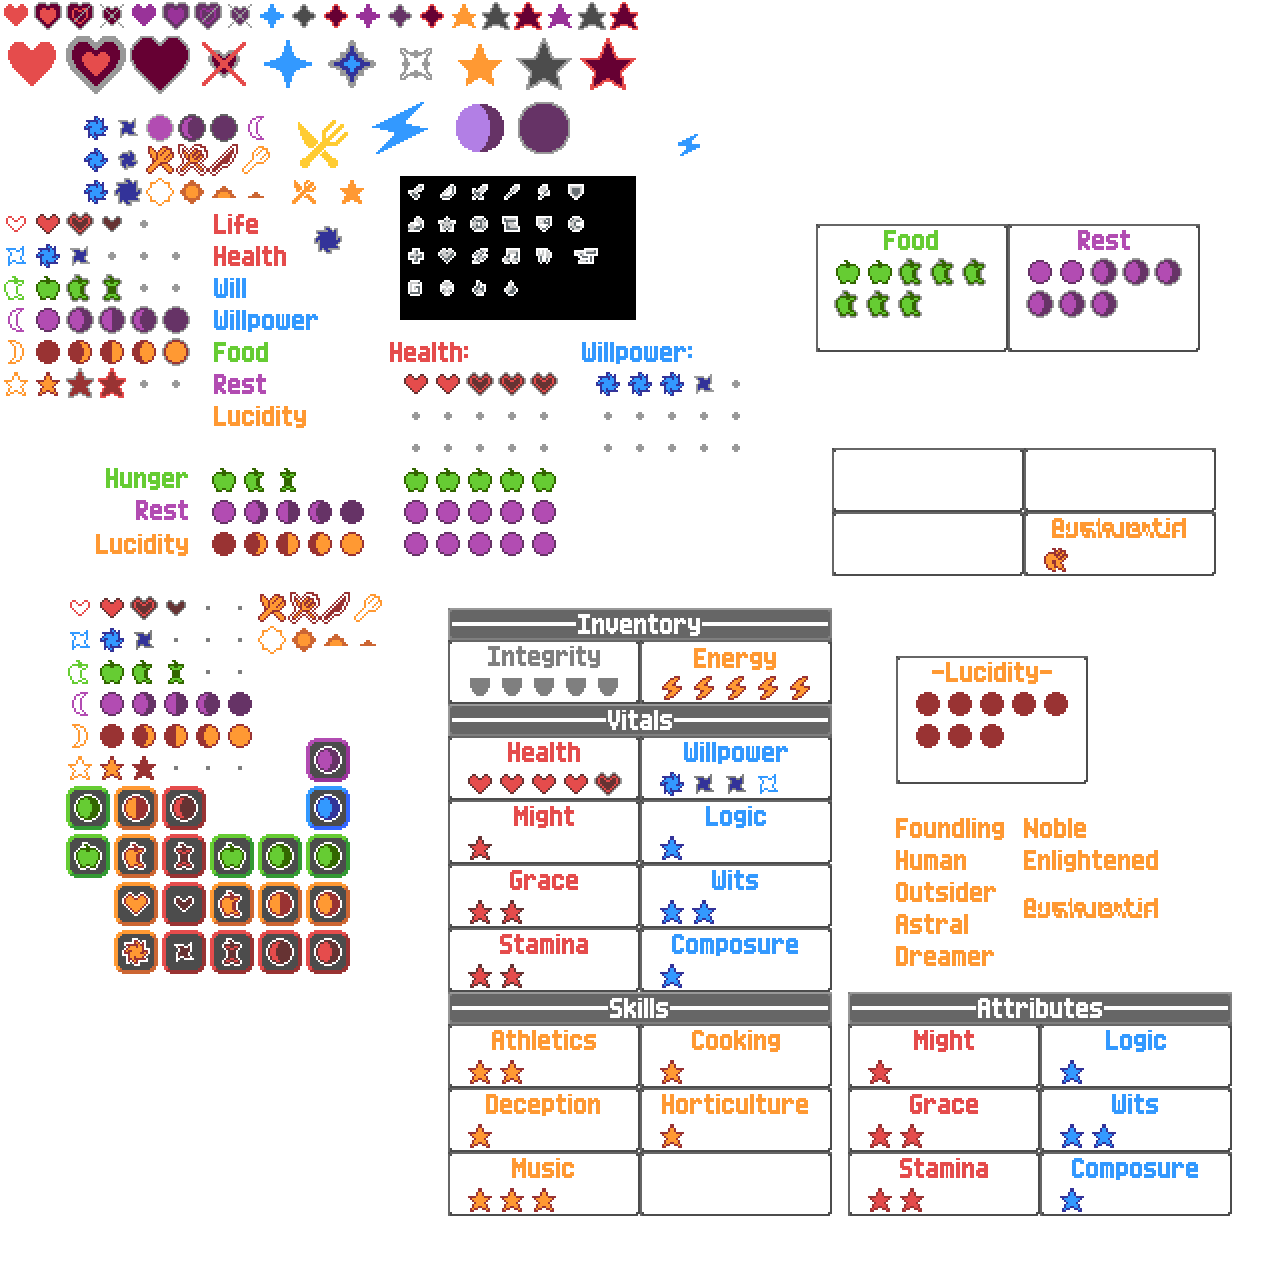 Life
Health
Will
Willpower
Food
Rest
Lucidity
Food Rest
Health: Willpower:
Hunger
Rest
Lucidity
Inventory
Integrity Energy
Vitals
Health Willpower
Might Logic
Grace Wits
Stamina Composure
Skills
Athletics Cooking
Deception Horticulture
Music
-Lucidity-
Foundling Noble
Human Enlightened
Outsider
Astral
Dreamer
Attributes
Might Logic
Grace Wits
Stamina Composure